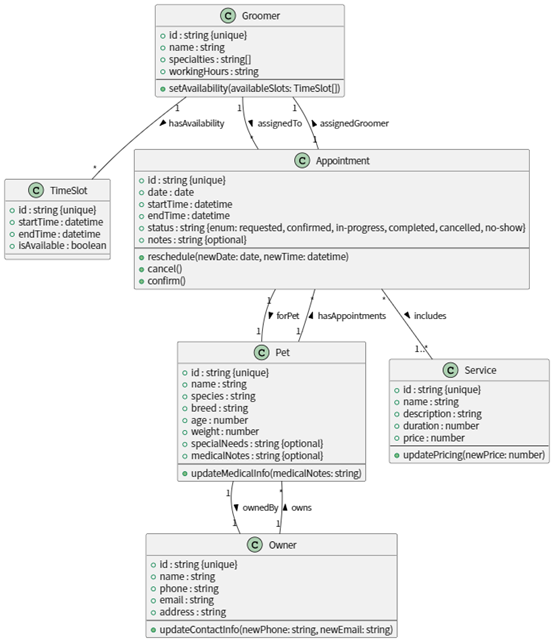 C Groomer
id : string {unique}
name : string
specialties : string[]
workingHours : string
setAvailability(availableSlots: TimeSlot[])
1 1 1
hasAvailability assignedTo assignedGroomer
* * 1
C Appointment
id : string {unique}
date : date
startTime : datetime
endTime : datetime
status : string {enum: requested, confirmed, in-progress, completed, cancelled, no-show}
notes : string {optional}
reschedule(newDate: date, newTime: datetime)
cancel()
confirm()
C TimeSlot
id : string {unique}
startTime : datetime
endTime : datetime
isAvailable : boolean
1 * *
forPet hasAppointments includes
1 1 1..*
C Pet
id : string {unique}
name : string
species : string
breed : string
age : number
weight : number
specialNeeds : string {optional}
medicalNotes : string {optional}
updateMedicalInfo(medicalNotes: string)
C Service
id : string {unique}
name : string
description : string
duration : number
price : number
updatePricing(newPrice: number)
1 *
ownedBy owns
1 1
C Owner
id : string {unique}
name : string
phone : string
email : string
address : string
updateContactInfo(newPhone: string, newEmail: string)